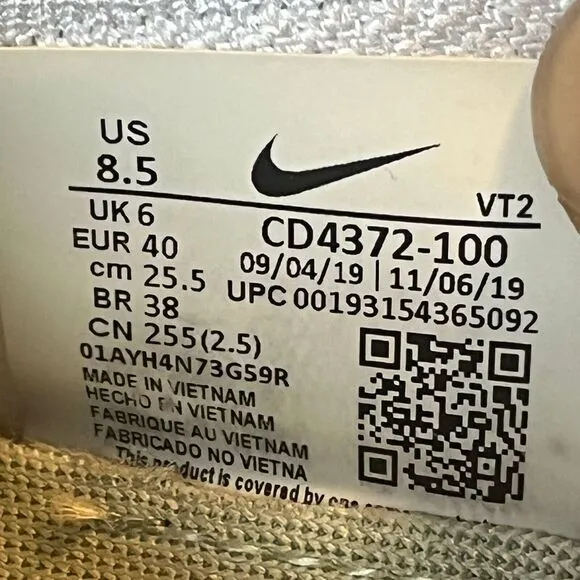 US
8.5
VT2
UK 6
CD4372-100
EUR 40
09/04/19 | 11/06/19
cm 25.5
UPC 00193154365092
BR 38
CN 255(2.5)
01AYH4N73G59R
MADE IN VIETNAM
HECHO EN VIETNAM
FABRIQUE AU VIETNAM
FABRICADO NO VIETNA
This product is covered by one